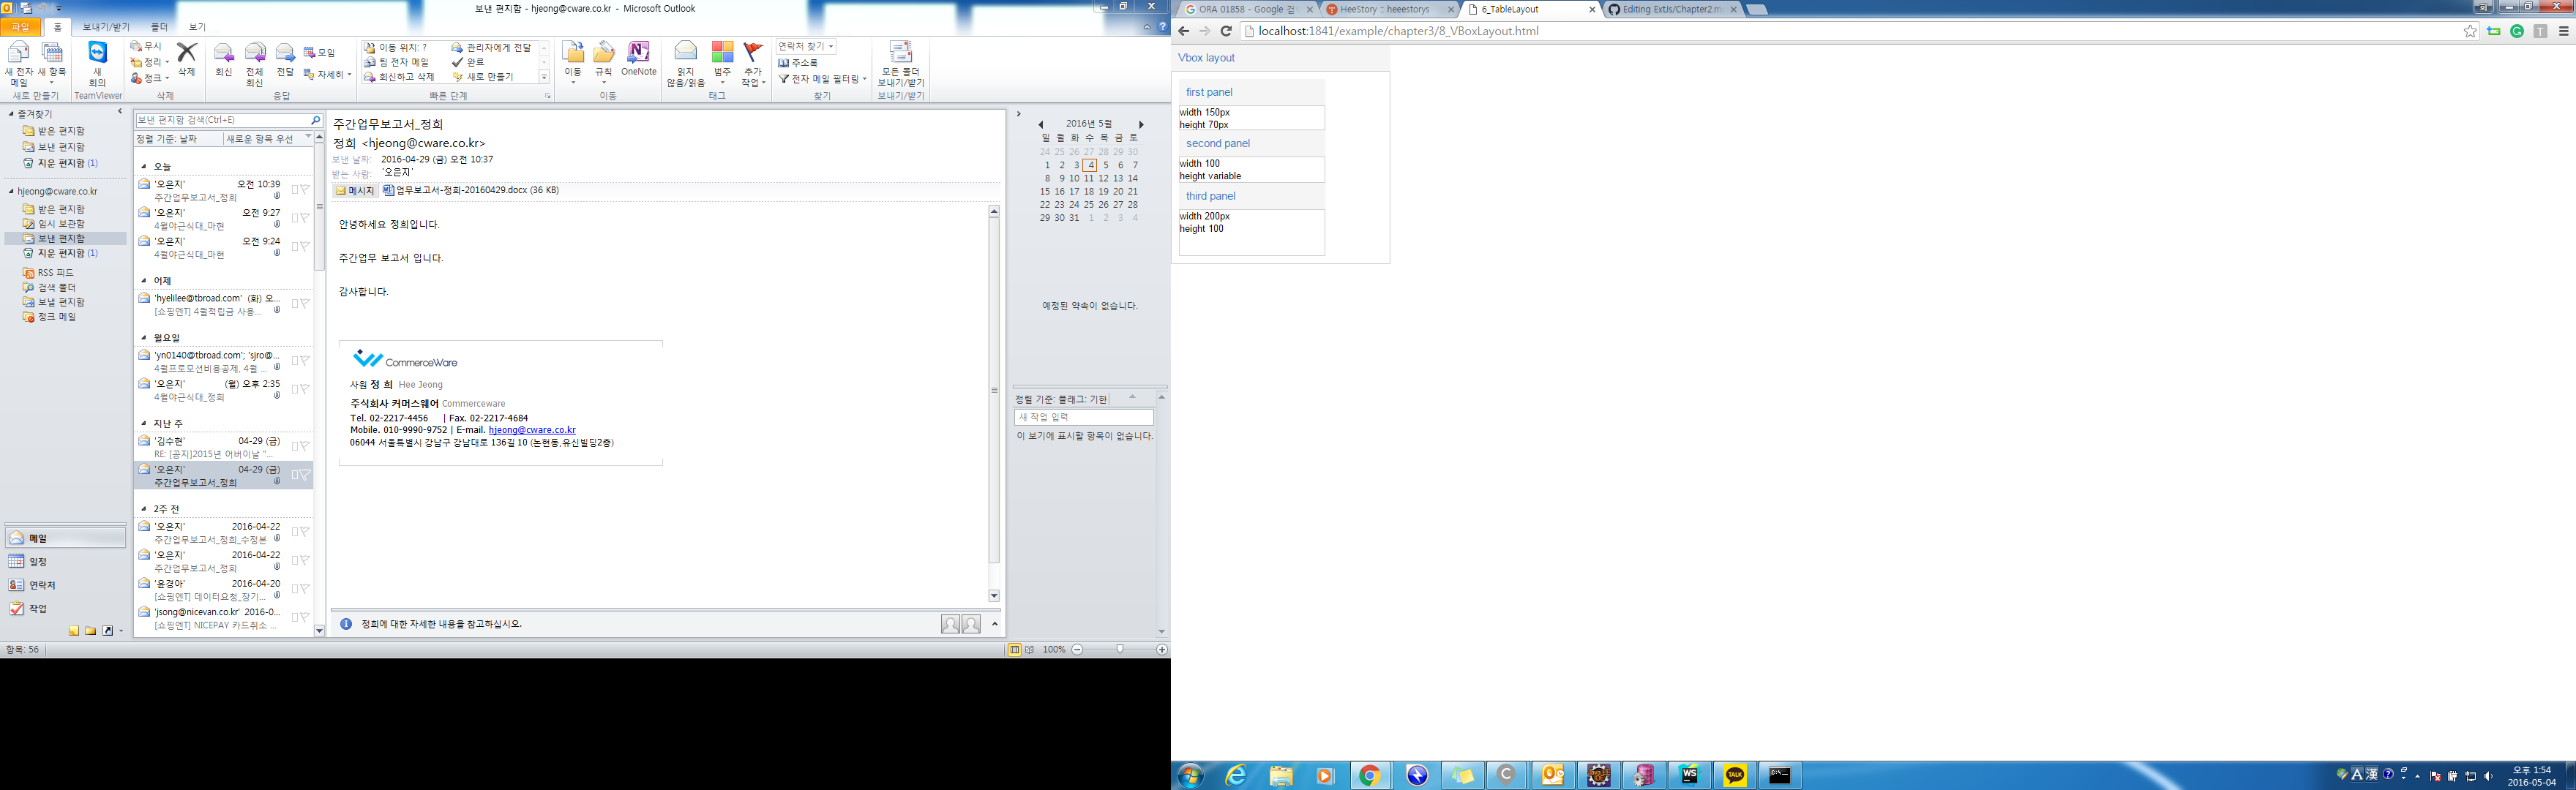 보낸 편지함 - hjeong@cware.co.kr - Microsoft Outlook
파일 홈 보내기/받기 폴더 보기
새 전자 메일
새 항목
새로 만들기
새 회의
TeamViewer
무시
정리
정크
삭제
삭제
회신
전체 회신
전달
모임
자세히
응답
이동 위치: ?
팀 전자 메일
회신하고 삭제
관리자에게 전달
완료
새로 만들기
빠른 단계
이동
규칙
OneNote
이동
읽지 않음/읽음
범주
추가 작업
태그
연락처 찾기
주소록
전자 메일 필터링
찾기
모든 폴더 보내기/받기
보내기/받기
즐겨찾기
받은 편지함
보낸 편지함
지운 편지함 (1)
hjeong@cware.co.kr
받은 편지함
임시 보관함
보낸 편지함
지운 편지함 (1)
RSS 피드
검색 폴더
보낼 편지함
정크 메일
메일
일정
연락처
작업
항목: 56
보낸 편지함 검색(Ctrl+E)
정렬 기준: 날짜 새로운 항목 우선
오늘
'오은지' 오전 10:39
주간업무보고서_정희
'오은지' 오전 9:27
4월야근식대_마현
'오은지' 오전 9:24
4월야근식대_마현
어제
'hyelilee@tbroad.com' (화) 오...
[쇼핑엔T] 4월적립금 사용...
월요일
'yn0140@tbroad.com'; 'sjro@...
4월프로모션비용공제, 4월 ...
'오은지' (월) 오후 2:35
4월야근식대_정희
지난 주
'김수현' 04-29 (금)
RE: [공지]2015년 어버이날 "...
'오은지' 04-29 (금)
주간업무보고서_정희
2주 전
'오은지' 2016-04-22
주간업무보고서_정희_수정본
'오은지' 2016-04-22
주간업무보고서_정희
'윤경아' 2016-04-20
[쇼핑엔T] 데이터요청_장기...
'jsong@nicevan.co.kr' 2016-0...
[쇼핑엔T] NICEPAY 카드취소 ...
주간업무보고서_정희
정희 <hjeong@cware.co.kr>
보낸 날짜: 2016-04-29 (금) 오전 10:37
받는 사람: '오은지'
메시지 업무보고서-정희-20160429.docx (36 KB)
안녕하세요 정희입니다.
주간업무 보고서 입니다.
감사합니다.
CommerceWare
사원 정 희 Hee Jeong
주식회사 커머스웨어 Commerceware
Tel. 02-2217-4456 | Fax. 02-2217-4684
Mobile. 010-9990-9752 | E-mail. hjeong@cware.co.kr
06044 서울특별시 강남구 강남대로 136길 10 (논현동,유신빌딩2층)
정희에 대한 자세한 내용을 참고하십시오.
100%
2016년 5월
일 월 화 수 목 금 토
24 25 26 27 28 29 30
1 2 3 4 5 6 7
8 9 10 11 12 13 14
15 16 17 18 19 20 21
22 23 24 25 26 27 28
29 30 31 1 2 3 4
예정된 약속이 없습니다.
정렬 기준: 플래그: 기한
새 작업 입력
이 보기에 표시할 항목이 없습니다.
ORA 01858 - Google 검
HeeStory :: heeestorys
6_TableLayout
Editing ExtJs/Chapter2.m
localhost:1841/example/chapter3/8_VBoxLayout.html
Vbox layout
first panel
width 150px
height 70px
second panel
width 100
height variable
third panel
width 200px
height 100
WS
TALK
A 漢
오후 1:54
2016-05-04